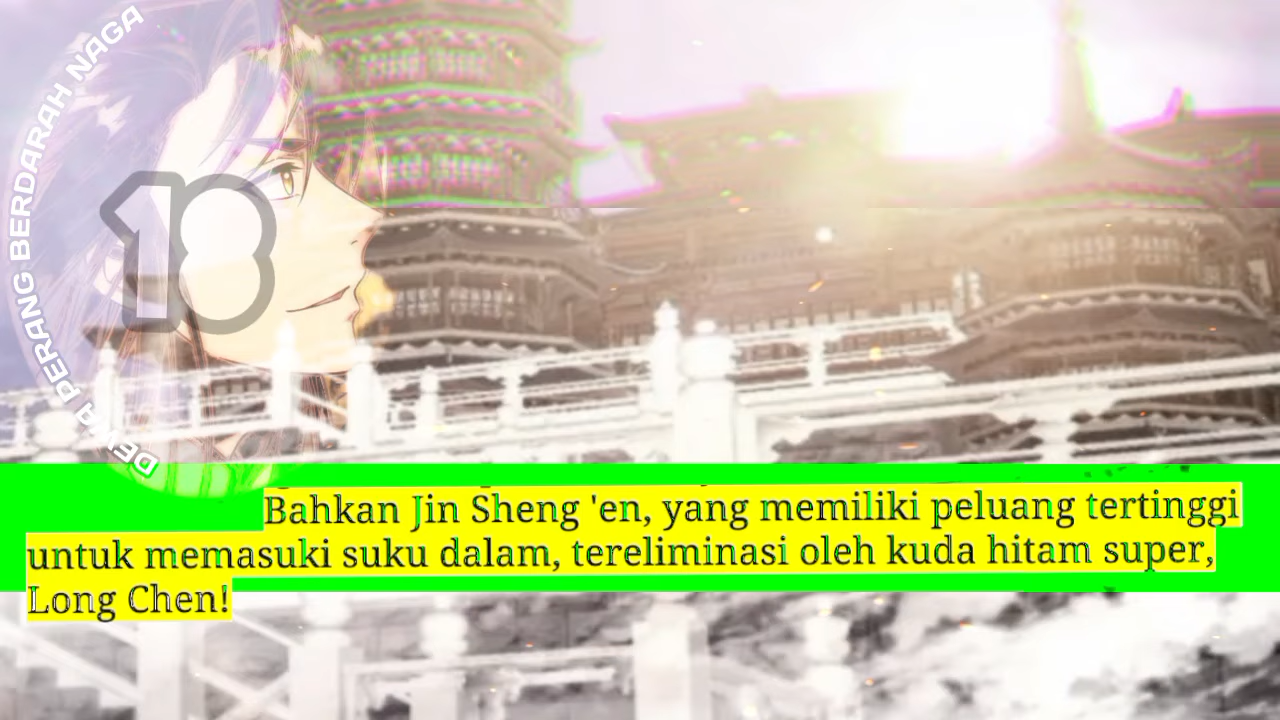 DEWA PERANG BERDARAH NAGA
18
Bahkan Jin Sheng 'en, yang memiliki peluang tertinggi
untuk memasuki suku dalam, tereliminasi oleh kuda hitam super,
Long Chen!